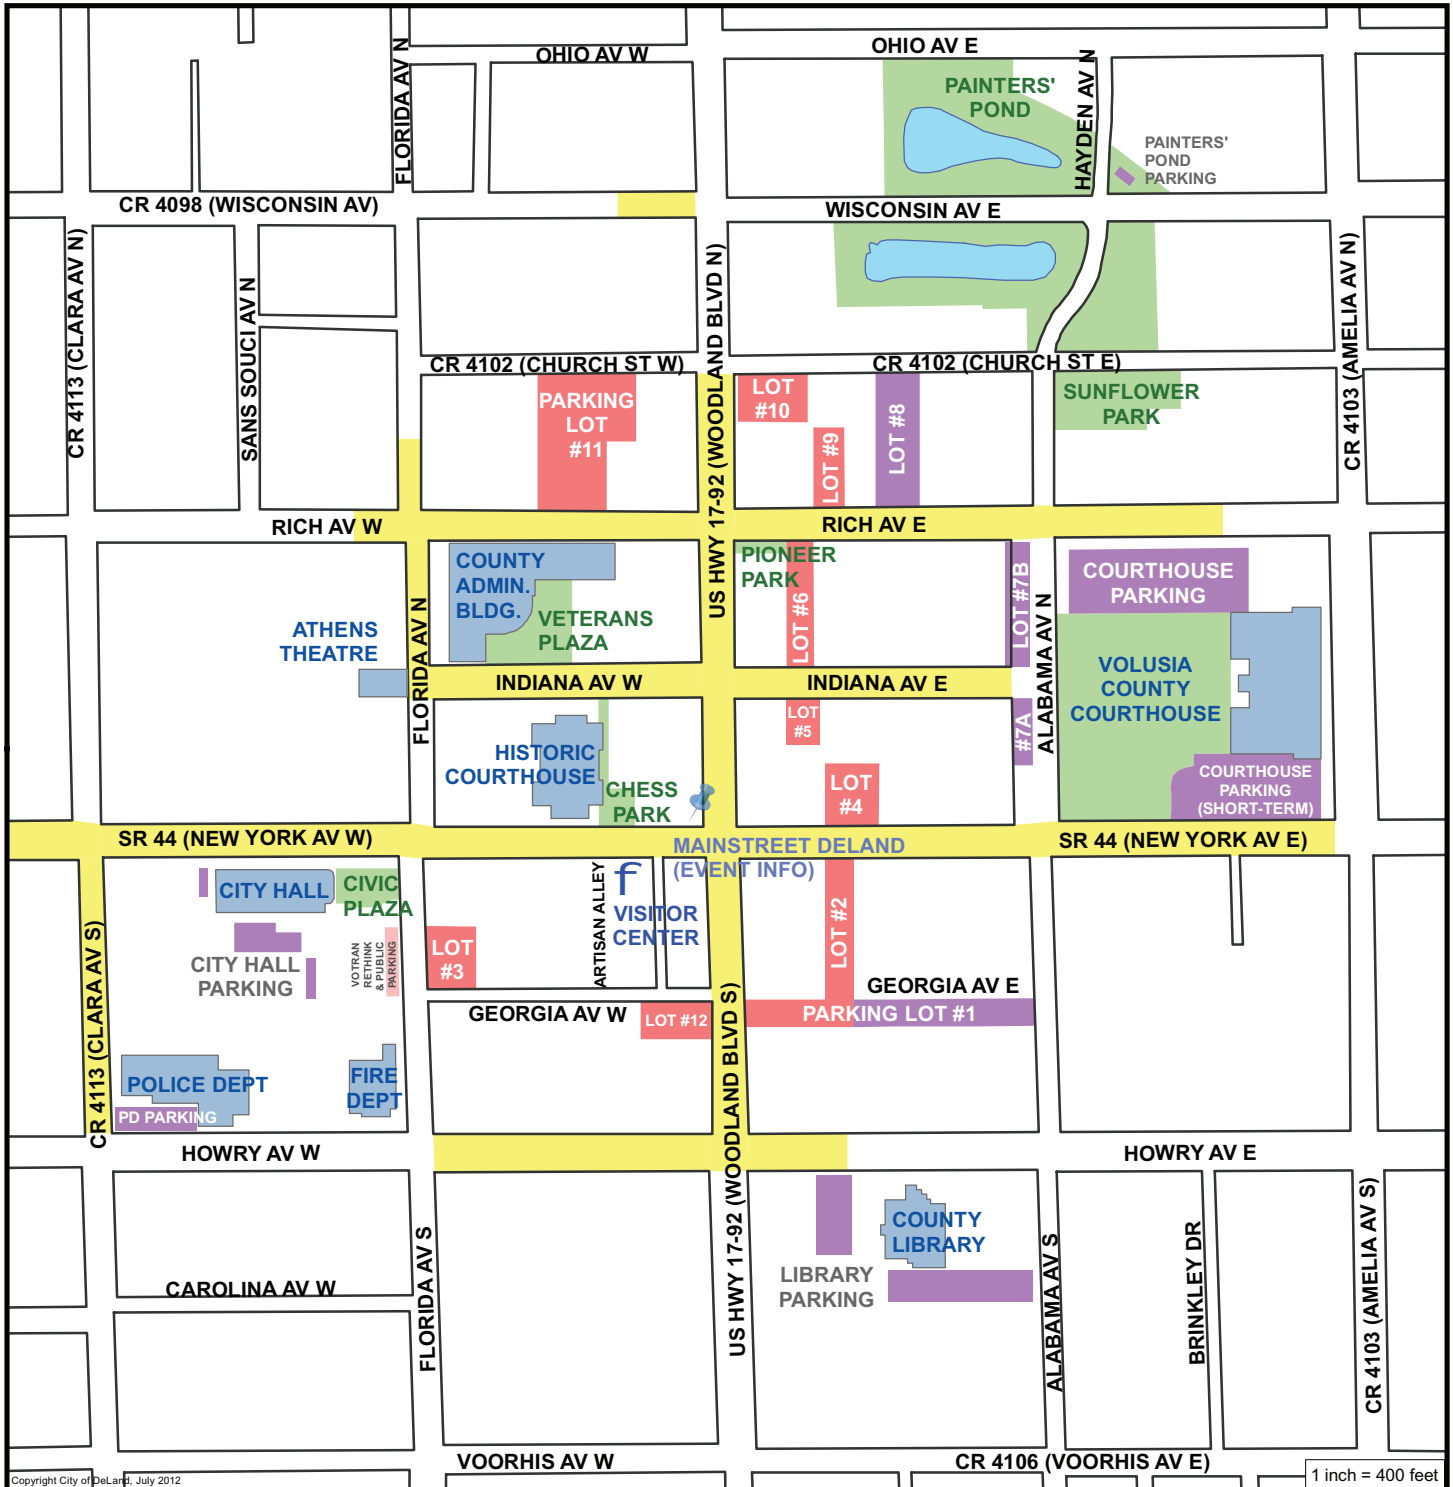 OHIO AV W
OHIO AV E
FLORIDA AV N
HAYDEN AV N
PAINTERS'
POND
PAINTERS'
POND
PARKING
CR 4098 (WISCONSIN AV)
WISCONSIN AV E
CR 4113 (CLARA AV N)
SANS SOUCI AV N
US HWY 17-92 (WOODLAND BLVD N)
CR 4103 (AMELIA AV N)
CR 4102 (CHURCH ST W)
CR 4102 (CHURCH ST E)
PARKING
LOT
#11
LOT
#10
LOT #9
LOT #8
SUNFLOWER
PARK
RICH AV W
RICH AV E
COUNTY
ADMIN.
BLDG.
VETERANS
PLAZA
PIONEER
PARK
LOT #6
LOT #7B
COURTHOUSE
PARKING
ATHENS
THEATRE
FLORIDA AV N
ALABAMA AV N
VOLUSIA
COUNTY
COURTHOUSE
INDIANA AV W
INDIANA AV E
HISTORIC
COURTHOUSE
CHESS
PARK
LOT
#5
LOT
#4
#7A
COURTHOUSE
PARKING
(SHORT-TERM)
SR 44 (NEW YORK AV W)
SR 44 (NEW YORK AV E)
MAINSTREET DELAND
(EVENT INFO)
CITY HALL
CIVIC
PLAZA
CITY HALL
PARKING
VOTRAN
RETHINK
& PUBLIC
PARKING
LOT
#3
ARTISAN ALLEY
f
VISITOR
CENTER
LOT #2
GEORGIA AV E
GEORGIA AV W
LOT #12
PARKING LOT #1
CR 4113 (CLARA AV S)
US HWY 17-92 (WOODLAND BLVD S)
POLICE DEPT
PD PARKING
FIRE
DEPT
HOWRY AV W
HOWRY AV E
COUNTY
LIBRARY
LIBRARY
PARKING
CAROLINA AV W
FLORIDA AV S
ALABAMA AV S
BRINKLEY DR
CR 4103 (AMELIA AV S)
VOORHIS AV W
CR 4106 (VOORHIS AV E)
Copyright City of DeLand, July 2012
1 inch = 400 feet